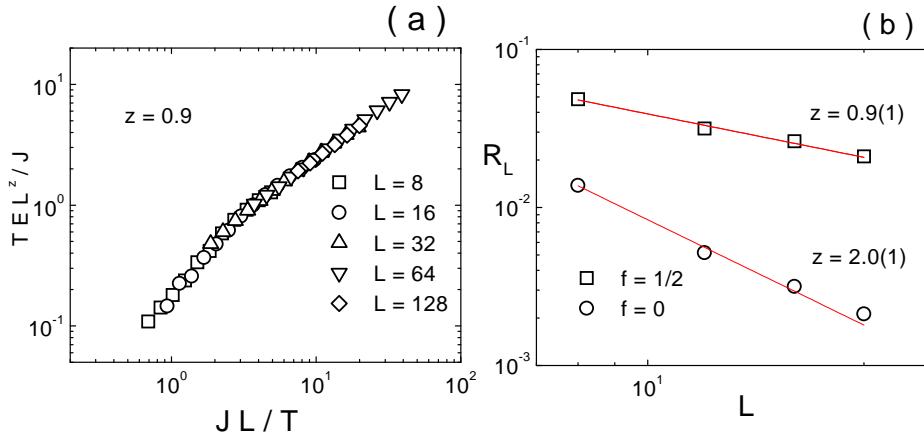 ( a )
T E L^z / J
10^1
10^0
10^-1
z = 0.9
L = 8
L = 16
L = 32
L = 64
L = 128
10^0
10^1
10^2
J L / T
( b )
R_L
10^-1
10^-2
10^-3
z = 0.9(1)
z = 2.0(1)
f = 1/2
f = 0
10^1
L